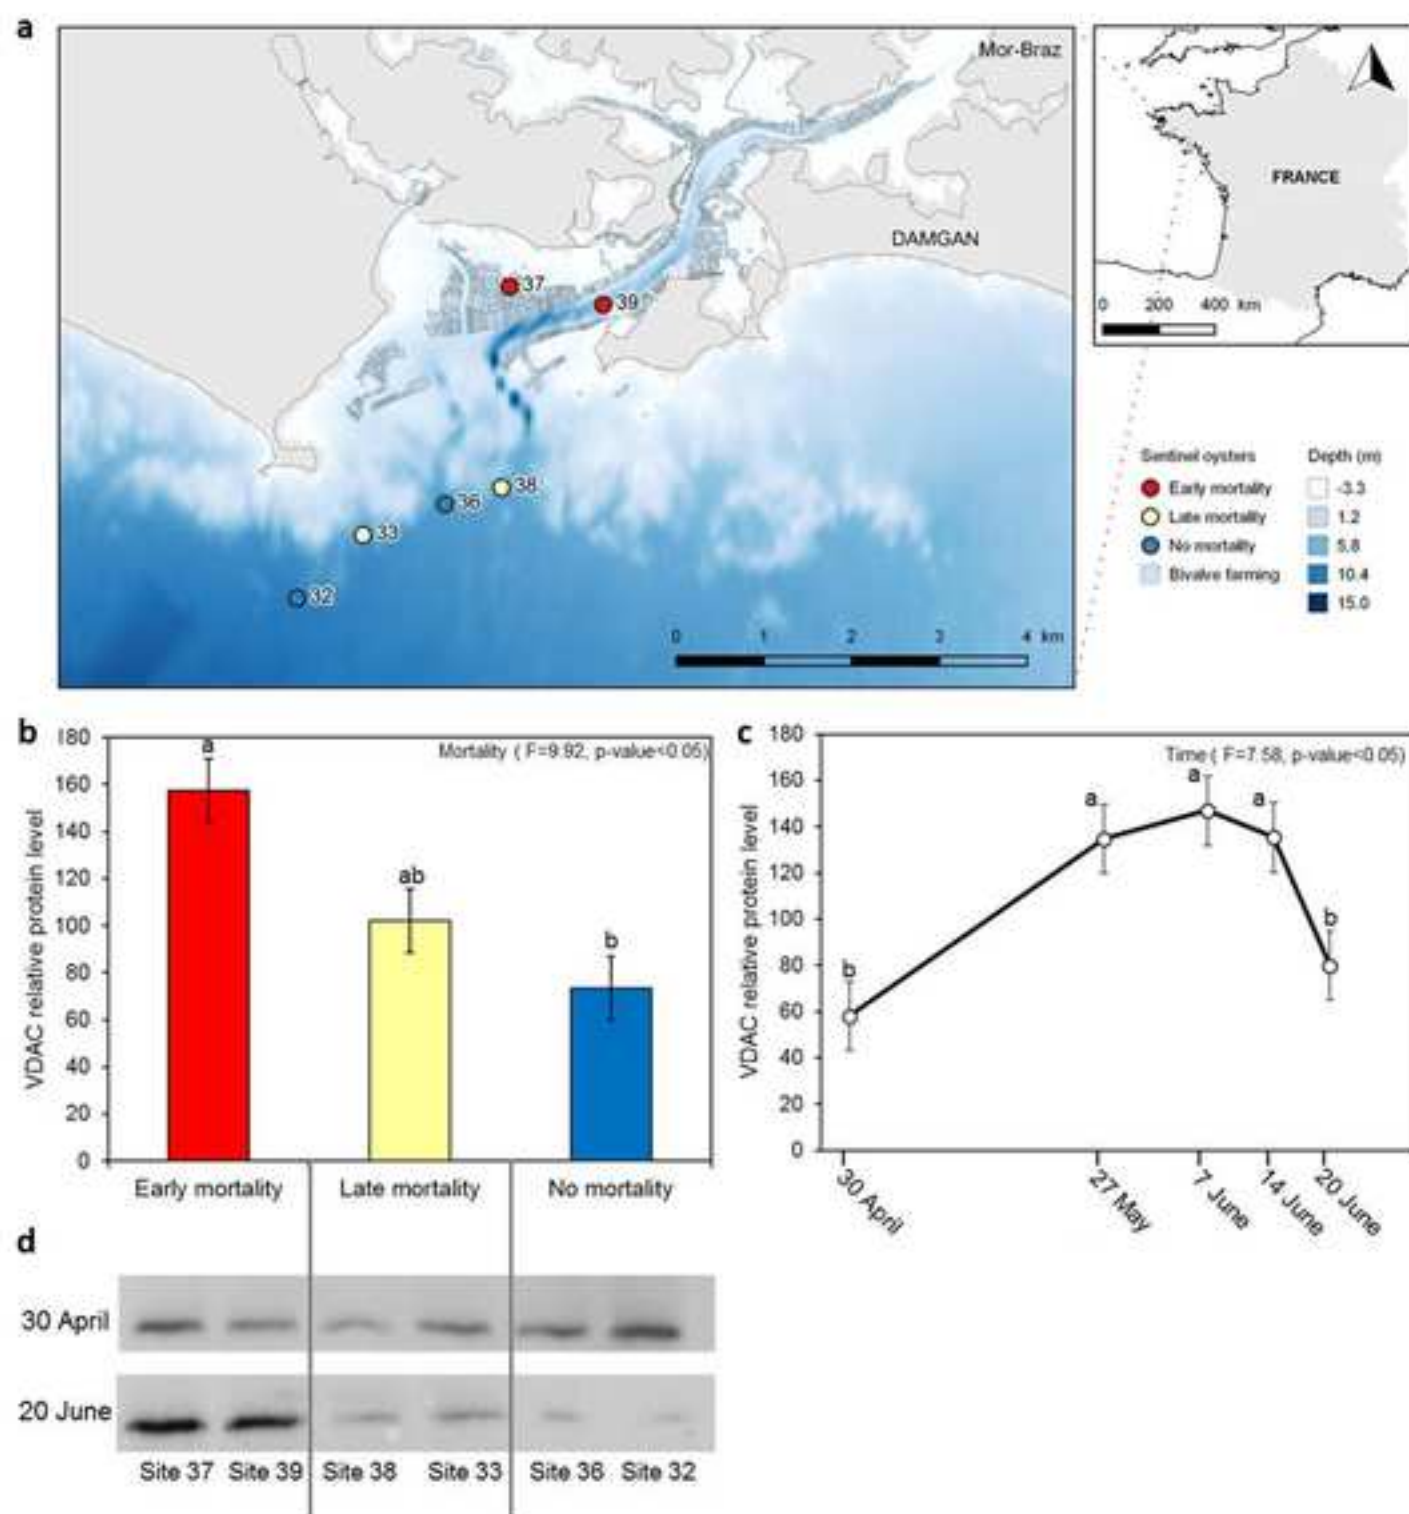 a
Mor-Braz
DAMGAN
37
39
38
36
33
32
0 1 2 3 4 km
FRANCE
0 200 400 km
Sentinel oysters
Early mortality
Late mortality
No mortality
Bivalve farming
Depth (m)
-3.3
1.2
5.8
10.4
15.0
b
Mortality ( F=9.92, p-value<0.05)
VDAC relative protein level
180
160
140
120
100
80
60
40
20
0
a
ab
b
Early mortality
Late mortality
No mortality
c
Time ( F=7.58, p-value<0.05)
VDAC relative protein level
180
160
140
120
100
80
60
40
20
0
b
a
a
a
b
30 April
27 May
7 June
14 June
20 June
d
30 April
20 June
Site 37 Site 39 Site 38 Site 33 Site 36 Site 32